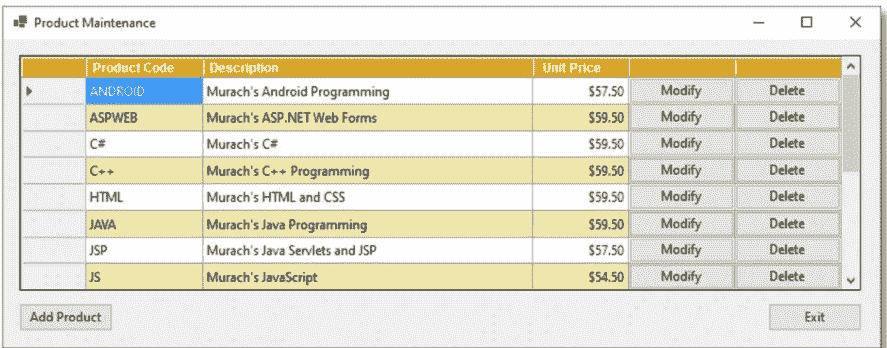 Product Maintenance
Product Code Description Unit Price
ANDROID Murach's Android Programming $57.50 Modify Delete
ASPWEB Murach's ASP.NET Web Forms $59.50 Modify Delete
C# Murach's C# $59.50 Modify Delete
C++ Murach's C++ Programming $59.50 Modify Delete
HTML Murach's HTML and CSS $59.50 Modify Delete
JAVA Murach's Java Programming $59.50 Modify Delete
JSP Murach's Java Servlets and JSP $57.50 Modify Delete
JS Murach's JavaScript $54.50 Modify Delete
Add Product Exit